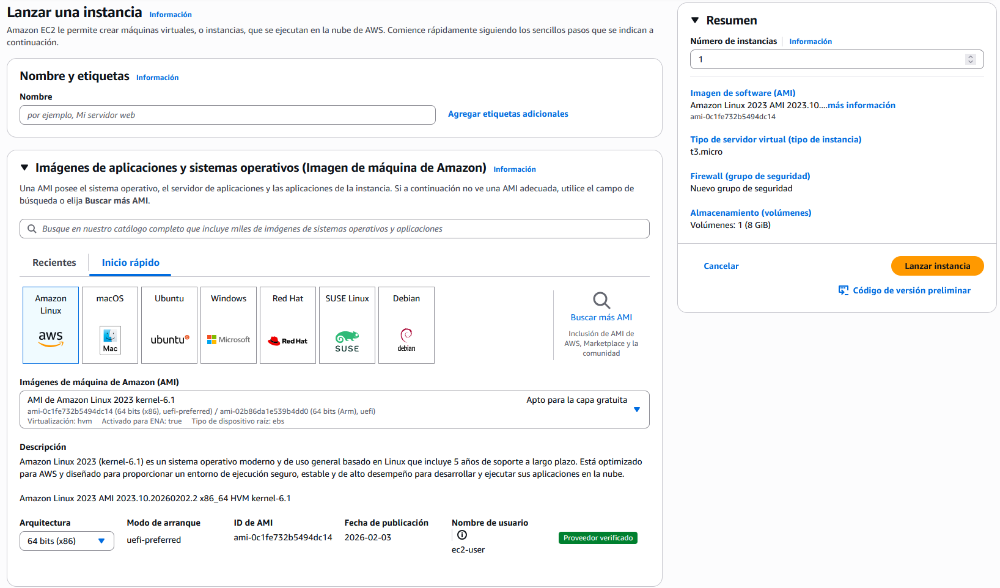 Lanzar una instancia Información
Amazon EC2 le permite crear máquinas virtuales, o instancias, que se ejecutan en la nube de AWS. Comience rápidamente siguiendo los sencillos pasos que se indican a
continuación.
Nombre y etiquetas Información
Nombre
por ejemplo, Mi servidor web
Agregar etiquetas adicionales
Imágenes de aplicaciones y sistemas operativos (Imagen de máquina de Amazon) Información
Una AMI posee el sistema operativo, el servidor de aplicaciones y las aplicaciones de la instancia. Si a continuación no ve una AMI adecuada, utilice el campo de
búsqueda o elija Buscar más AMI.
Busque en nuestro catálogo completo que incluye miles de imágenes de sistemas operativos y aplicaciones
Recientes
Inicio rápido
Amazon
Linux
aws
macOS
Mac
Ubuntu
ubuntu
Windows
Microsoft
Red Hat
Red Hat
SUSE Linux
SUSE
Debian
debian
Buscar más AMI
Inclusión de AMI de
AWS, Marketplace y la
comunidad
Imágenes de máquina de Amazon (AMI)
AMI de Amazon Linux 2023 kernel-6.1 Apto para la capa gratuita
ami-0c1fe732b5494dc14 (64 bits (x86), uefi-preferred) / ami-02b86da1e539b4dd0 (64 bits (Arm), uefi)
Virtualización: hvm Activado para ENA: true Tipo de dispositivo raíz: ebs
Descripción
Amazon Linux 2023 (kernel-6.1) es un sistema operativo moderno y de uso general basado en Linux que incluye 5 años de soporte a largo plazo. Está optimizado
para AWS y diseñado para proporcionar un entorno de ejecución seguro, estable y de alto desempeño para desarrollar y ejecutar sus aplicaciones en la nube.
Amazon Linux 2023 AMI 2023.10.20260202.2 x86_64 HVM kernel-6.1
Arquitectura
64 bits (x86)
Modo de arranque
uefi-preferred
ID de AMI
ami-0c1fe732b5494dc14
Fecha de publicación
2026-02-03
Nombre de usuario
ec2-user
Proveedor verificado
Resumen
Número de instancias Información
1
Imagen de software (AMI)
Amazon Linux 2023 AMI 2023.10....más información
ami-0c1fe732b5494dc14
Tipo de servidor virtual (tipo de instancia)
t3.micro
Firewall (grupo de seguridad)
Nuevo grupo de seguridad
Almacenamiento (volúmenes)
Volúmenes: 1 (8 GiB)
Cancelar
Lanzar instancia
Código de versión preliminar